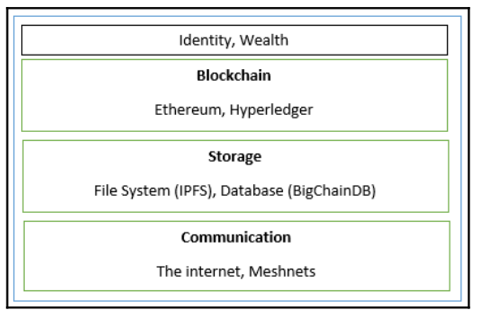 Identity, Wealth
Blockchain
Ethereum, Hyperledger
Storage
File System (IPFS), Database (BigChainDB)
Communication
The internet, Meshnets